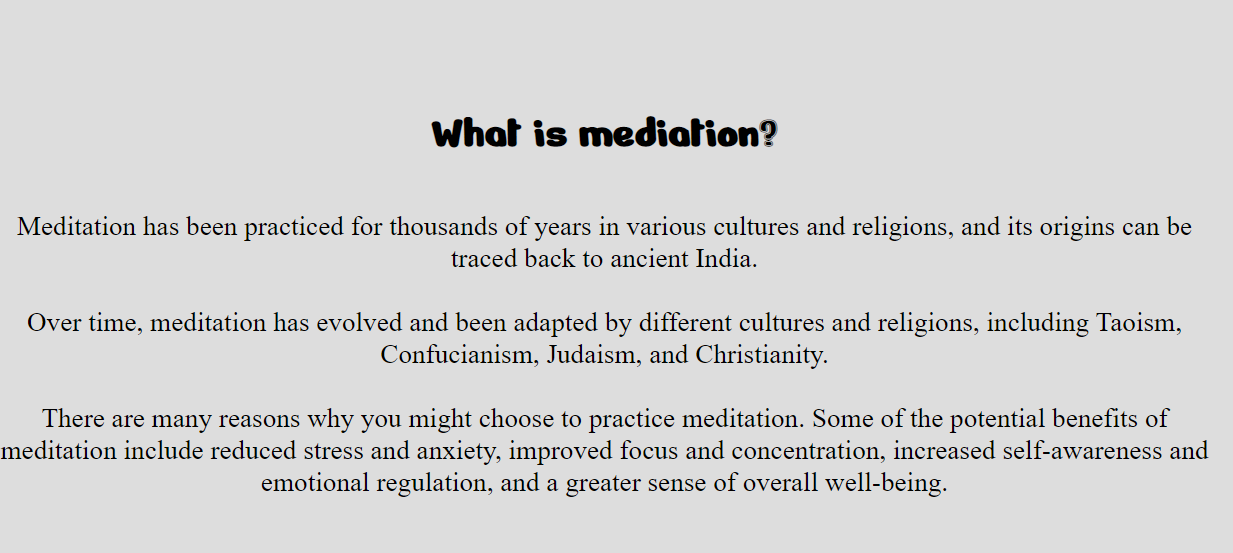 What is mediation?
Meditation has been practiced for thousands of years in various cultures and religions, and its origins can be
traced back to ancient India.
Over time, meditation has evolved and been adapted by different cultures and religions, including Taoism,
Confucianism, Judaism, and Christianity.
There are many reasons why you might choose to practice meditation. Some of the potential benefits of
meditation include reduced stress and anxiety, improved focus and concentration, increased self-awareness and
emotional regulation, and a greater sense of overall well-being.